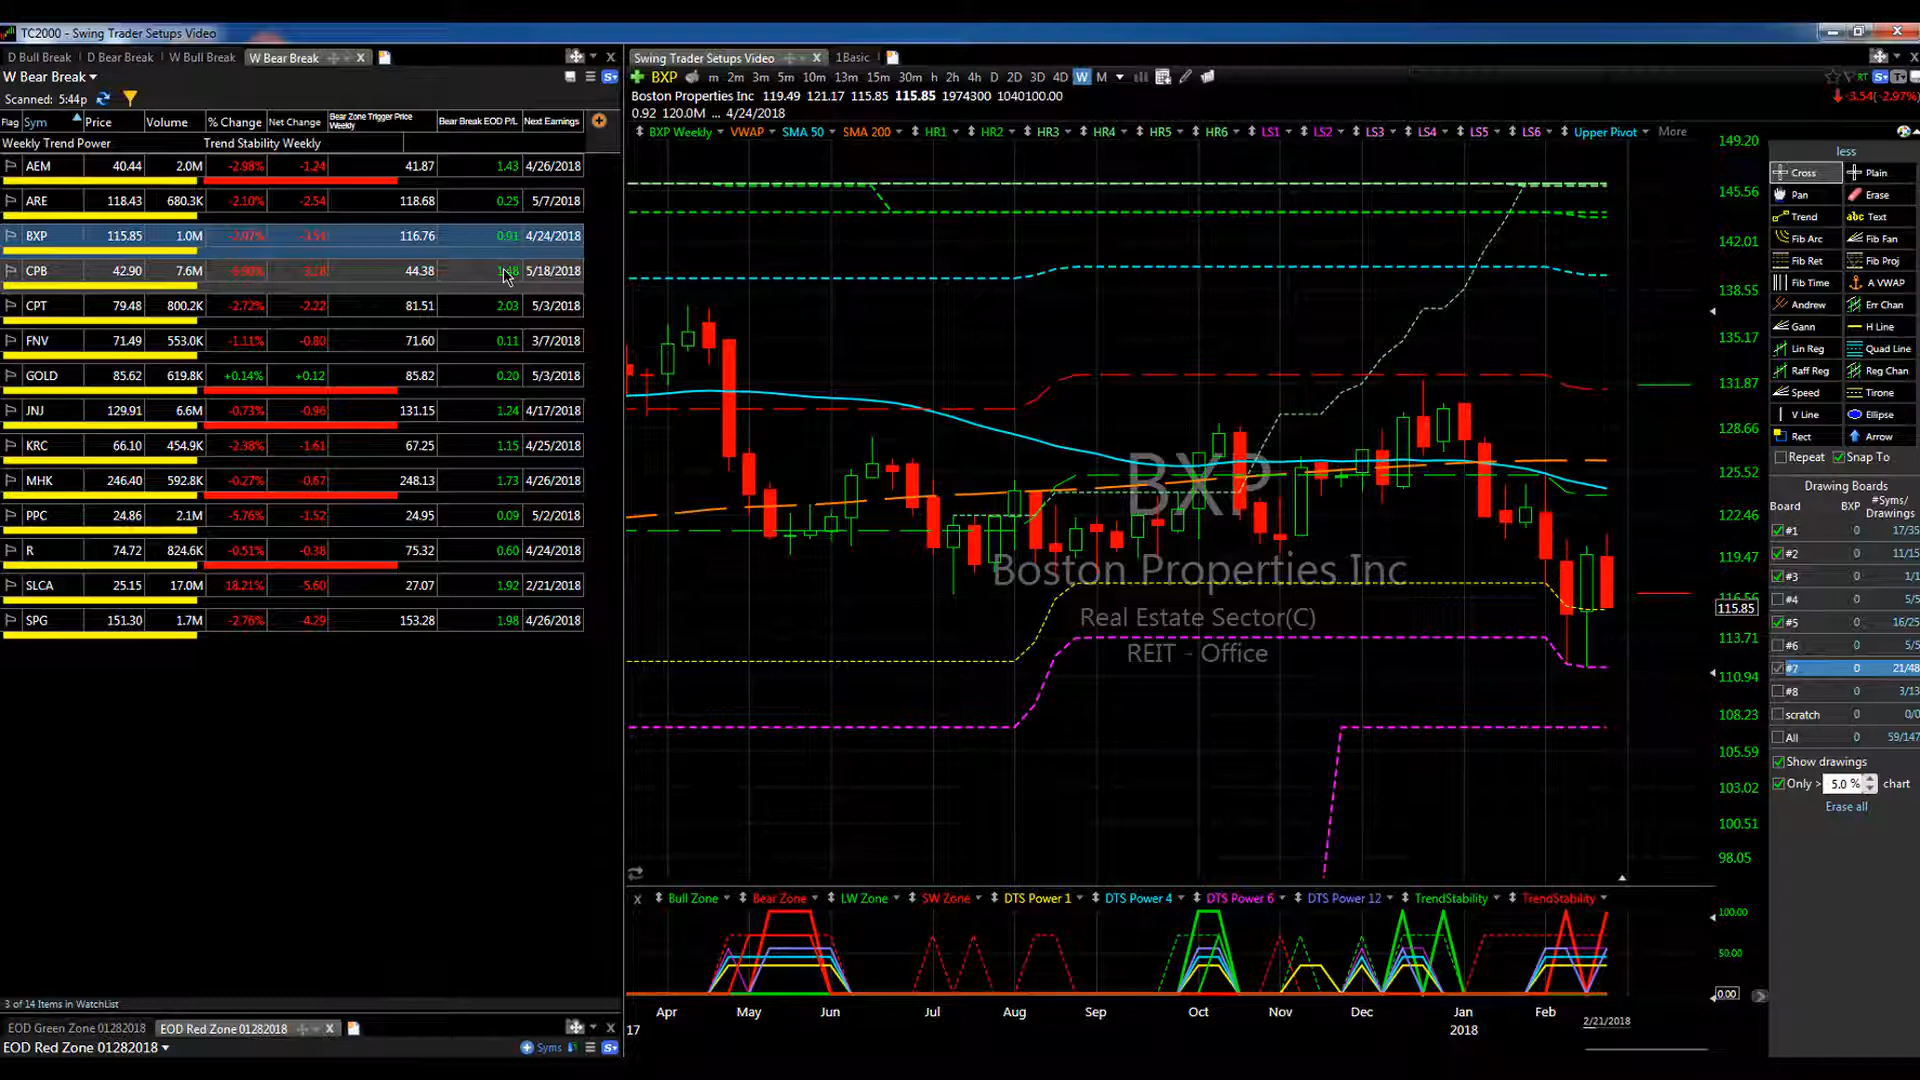 TC2000 - Swing Trader Setups Video
D Bull Break D Bear Break W Bull Break W Bear Break
W Bear Break
Scanned: 5:44p
Flag Sym Price Volume % Change Net Change Bear Zone Trigger Price Weekly Bear Break EOD P/L Next Earnings
Weekly Trend Power Trend Stability Weekly
AEM 40.44 2.0M -2.98% -1.24 41.87 1.43 4/26/2018
ARE 118.43 680.3K -2.10% -2.54 118.68 0.25 5/7/2018
BXP 115.85 1.0M -2.97% -3.54 116.76 0.91 4/24/2018
CPB 42.90 7.6M -3.18 44.38 1.48 5/18/2018
CPT 79.48 800.2K -2.72% -2.22 81.51 2.03 5/3/2018
FNV 71.49 553.0K -1.11% -0.80 71.60 0.11 3/7/2018
GOLD 85.62 619.8K +0.14% +0.12 85.82 0.20 5/3/2018
JNJ 129.91 6.6M -0.73% -0.96 131.15 1.24 4/17/2018
KRC 66.10 454.9K -2.38% -1.61 67.25 1.15 4/25/2018
MHK 246.40 592.8K -0.27% -0.67 248.13 1.73 4/26/2018
PPC 24.86 2.1M -5.76% -1.52 24.95 0.09 5/2/2018
R 74.72 824.6K -0.51% -0.38 75.32 0.60 4/24/2018
SLCA 25.15 17.0M 18.21% -5.60 27.07 1.92 2/21/2018
SPG 151.30 1.7M -2.76% -4.29 153.28 1.98 4/26/2018
3 of 14 Items in WatchList
EOD Green Zone 01282018 EOD Red Zone 01282018
EOD Red Zone 01282018 Syms
Swing Trader Setups Video 1Basic
BXP m 2m 3m 5m 10m 13m 15m 30m h 2h 4h D 2D 3D 4D W M
Boston Properties Inc 119.49 121.17 115.85 115.85 1974300 1040100.00
0.92 120.0M ... 4/24/2018
RT
-3.54(-2.97%)
BXP Weekly VWAP SMA 50 SMA 200 HR1 HR2 HR3 HR4 HR5 HR6 LS1 LS2 LS3 LS4 LS5 LS6 Upper Pivot More
BXP
Boston Properties Inc
Real Estate Sector(C)
REIT - Office
149.20
145.56
142.01
138.55
135.17
131.87
128.66
125.52
122.46
119.47
115.85
113.71
110.94
108.23
105.59
103.02
100.51
98.05
Bull Zone Bear Zone LW Zone SW Zone DTS Power 1 DTS Power 4 DTS Power 6 DTS Power 12 TrendStability TrendStability
100.00
50.00
0.00
Apr May Jun Jul Aug Sep Oct Nov Dec Jan Feb
17 2018 2/21/2018
less
Cross Plain
Pan Erase
Trend abc Text
Fib Arc Fib Fan
Fib Ret Fib Proj
Fib Time A VWAP
Andrew Err Chan
Gann H Line
Lin Reg Quad Line
Raff Reg Reg Chan
Speed Tirone
V Line Ellipse
Rect Arrow
Repeat Snap To
Drawing Boards
Board BXP #Syms/Drawings
#1 0 17/35
#2 0 11/15
#3 0 1/1
#4 0 5/5
#5 0 16/25
#6 0 5/5
#7 0 21/48
#8 0 3/13
scratch 0 0/0
All 0 59/147
Show drawings
Only > 5.0 % chart
Erase all